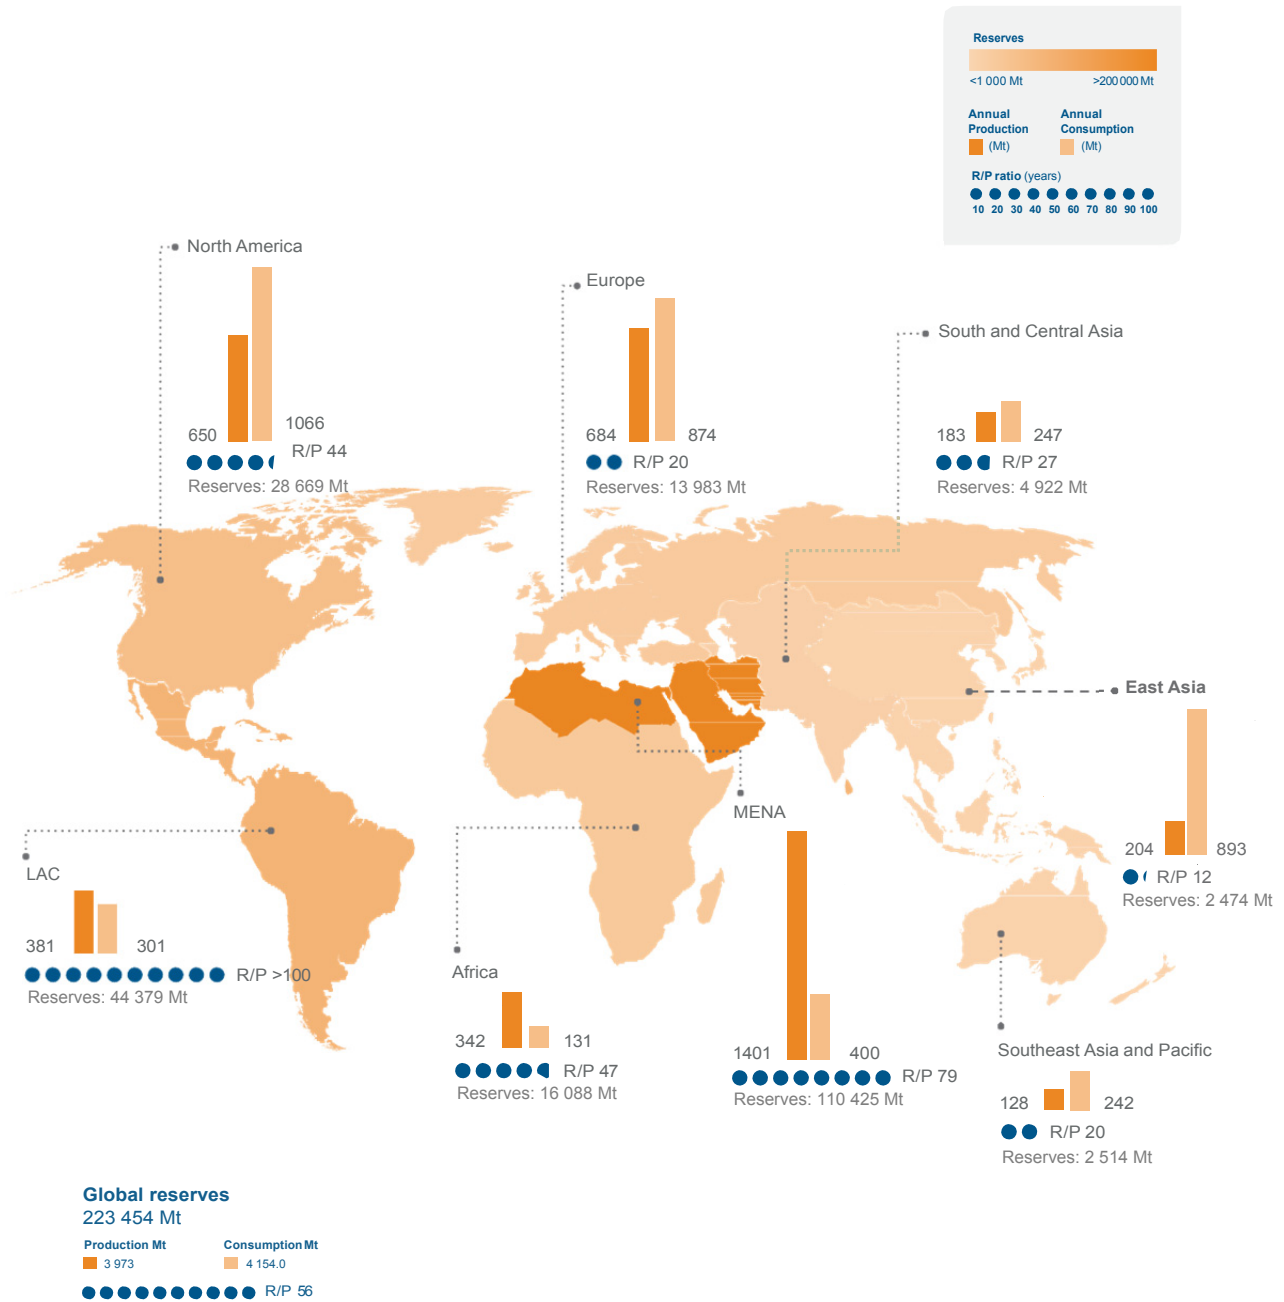 Reserves
<1 000 Mt >200 000 Mt
Annual Production (Mt)
Annual Consumption (Mt)
R/P ratio (years)
10 20 30 40 50 60 70 80 90 100
North America
650 1066
R/P 44
Reserves: 28 669 Mt
Europe
684 874
R/P 20
Reserves: 13 983 Mt
South and Central Asia
183 247
R/P 27
Reserves: 4 922 Mt
East Asia
204 893
R/P 12
Reserves: 2 474 Mt
MENA
1401 400
R/P 79
Reserves: 110 425 Mt
LAC
381 301
R/P >100
Reserves: 44 379 Mt
Africa
342 131
R/P 47
Reserves: 16 088 Mt
Southeast Asia and Pacific
128 242
R/P 20
Reserves: 2 514 Mt
Global reserves
223 454 Mt
Production Mt Consumption Mt
3 973 4 154.0
R/P 56